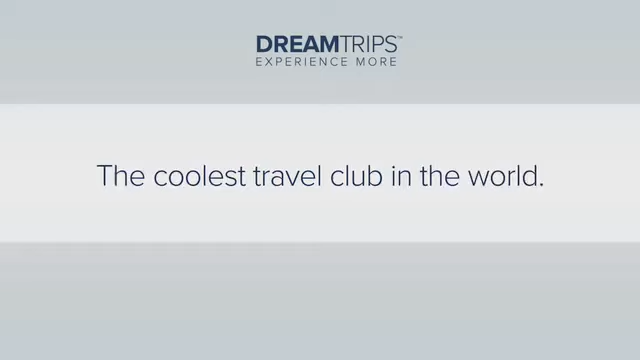 DREAMTRIPS™
EXPERIENCE MORE
The coolest travel club in the world.